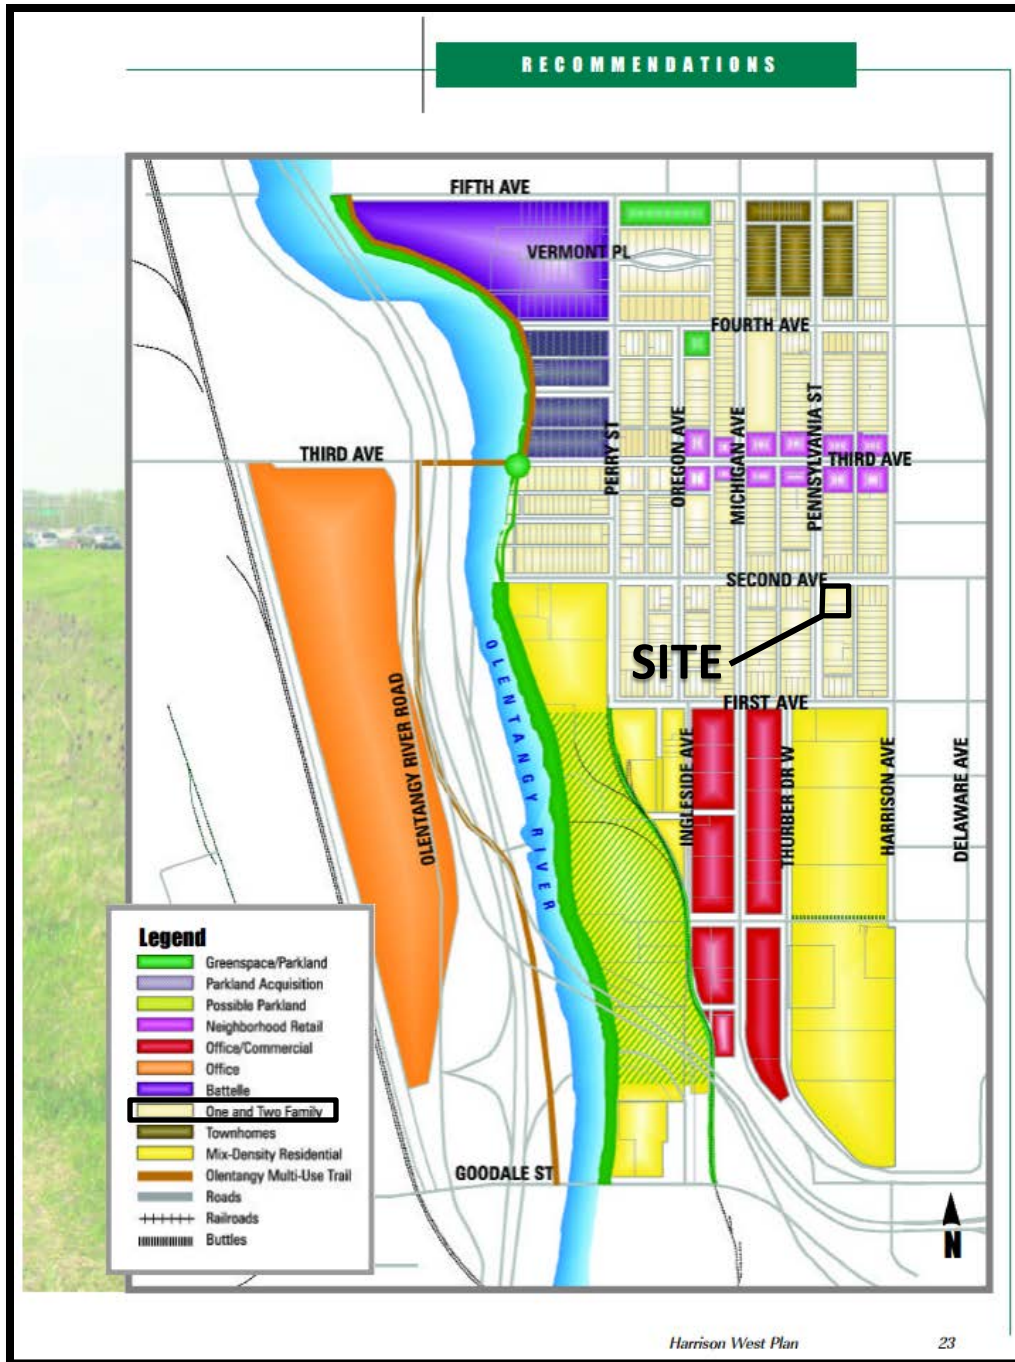 RECOMMENDATIONS
FIFTH AVE
VERMONT PL
FOURTH AVE
THIRD AVE
PERRY ST
OREGON AVE
MICHIGAN AVE
PENNSYLVANIA ST
THIRD AVE
SECOND AVE
SITE
FIRST AVE
OLENTANGY RIVER ROAD
OLENTANGY RIVER
INGLESIDE AVE
THURBER DR W
HARRISON AVE
DELAWARE AVE
GOODALE ST
N
Legend
Greenspace/Parkland
Parkland Acquisition
Possible Parkland
Neighborhood Retail
Office/Commercial
Office
Battelle
One and Two Family
Townhomes
Mix-Density Residential
Olentangy Multi-Use Trail
Roads
Railroads
Buttles
Harrison West Plan 23